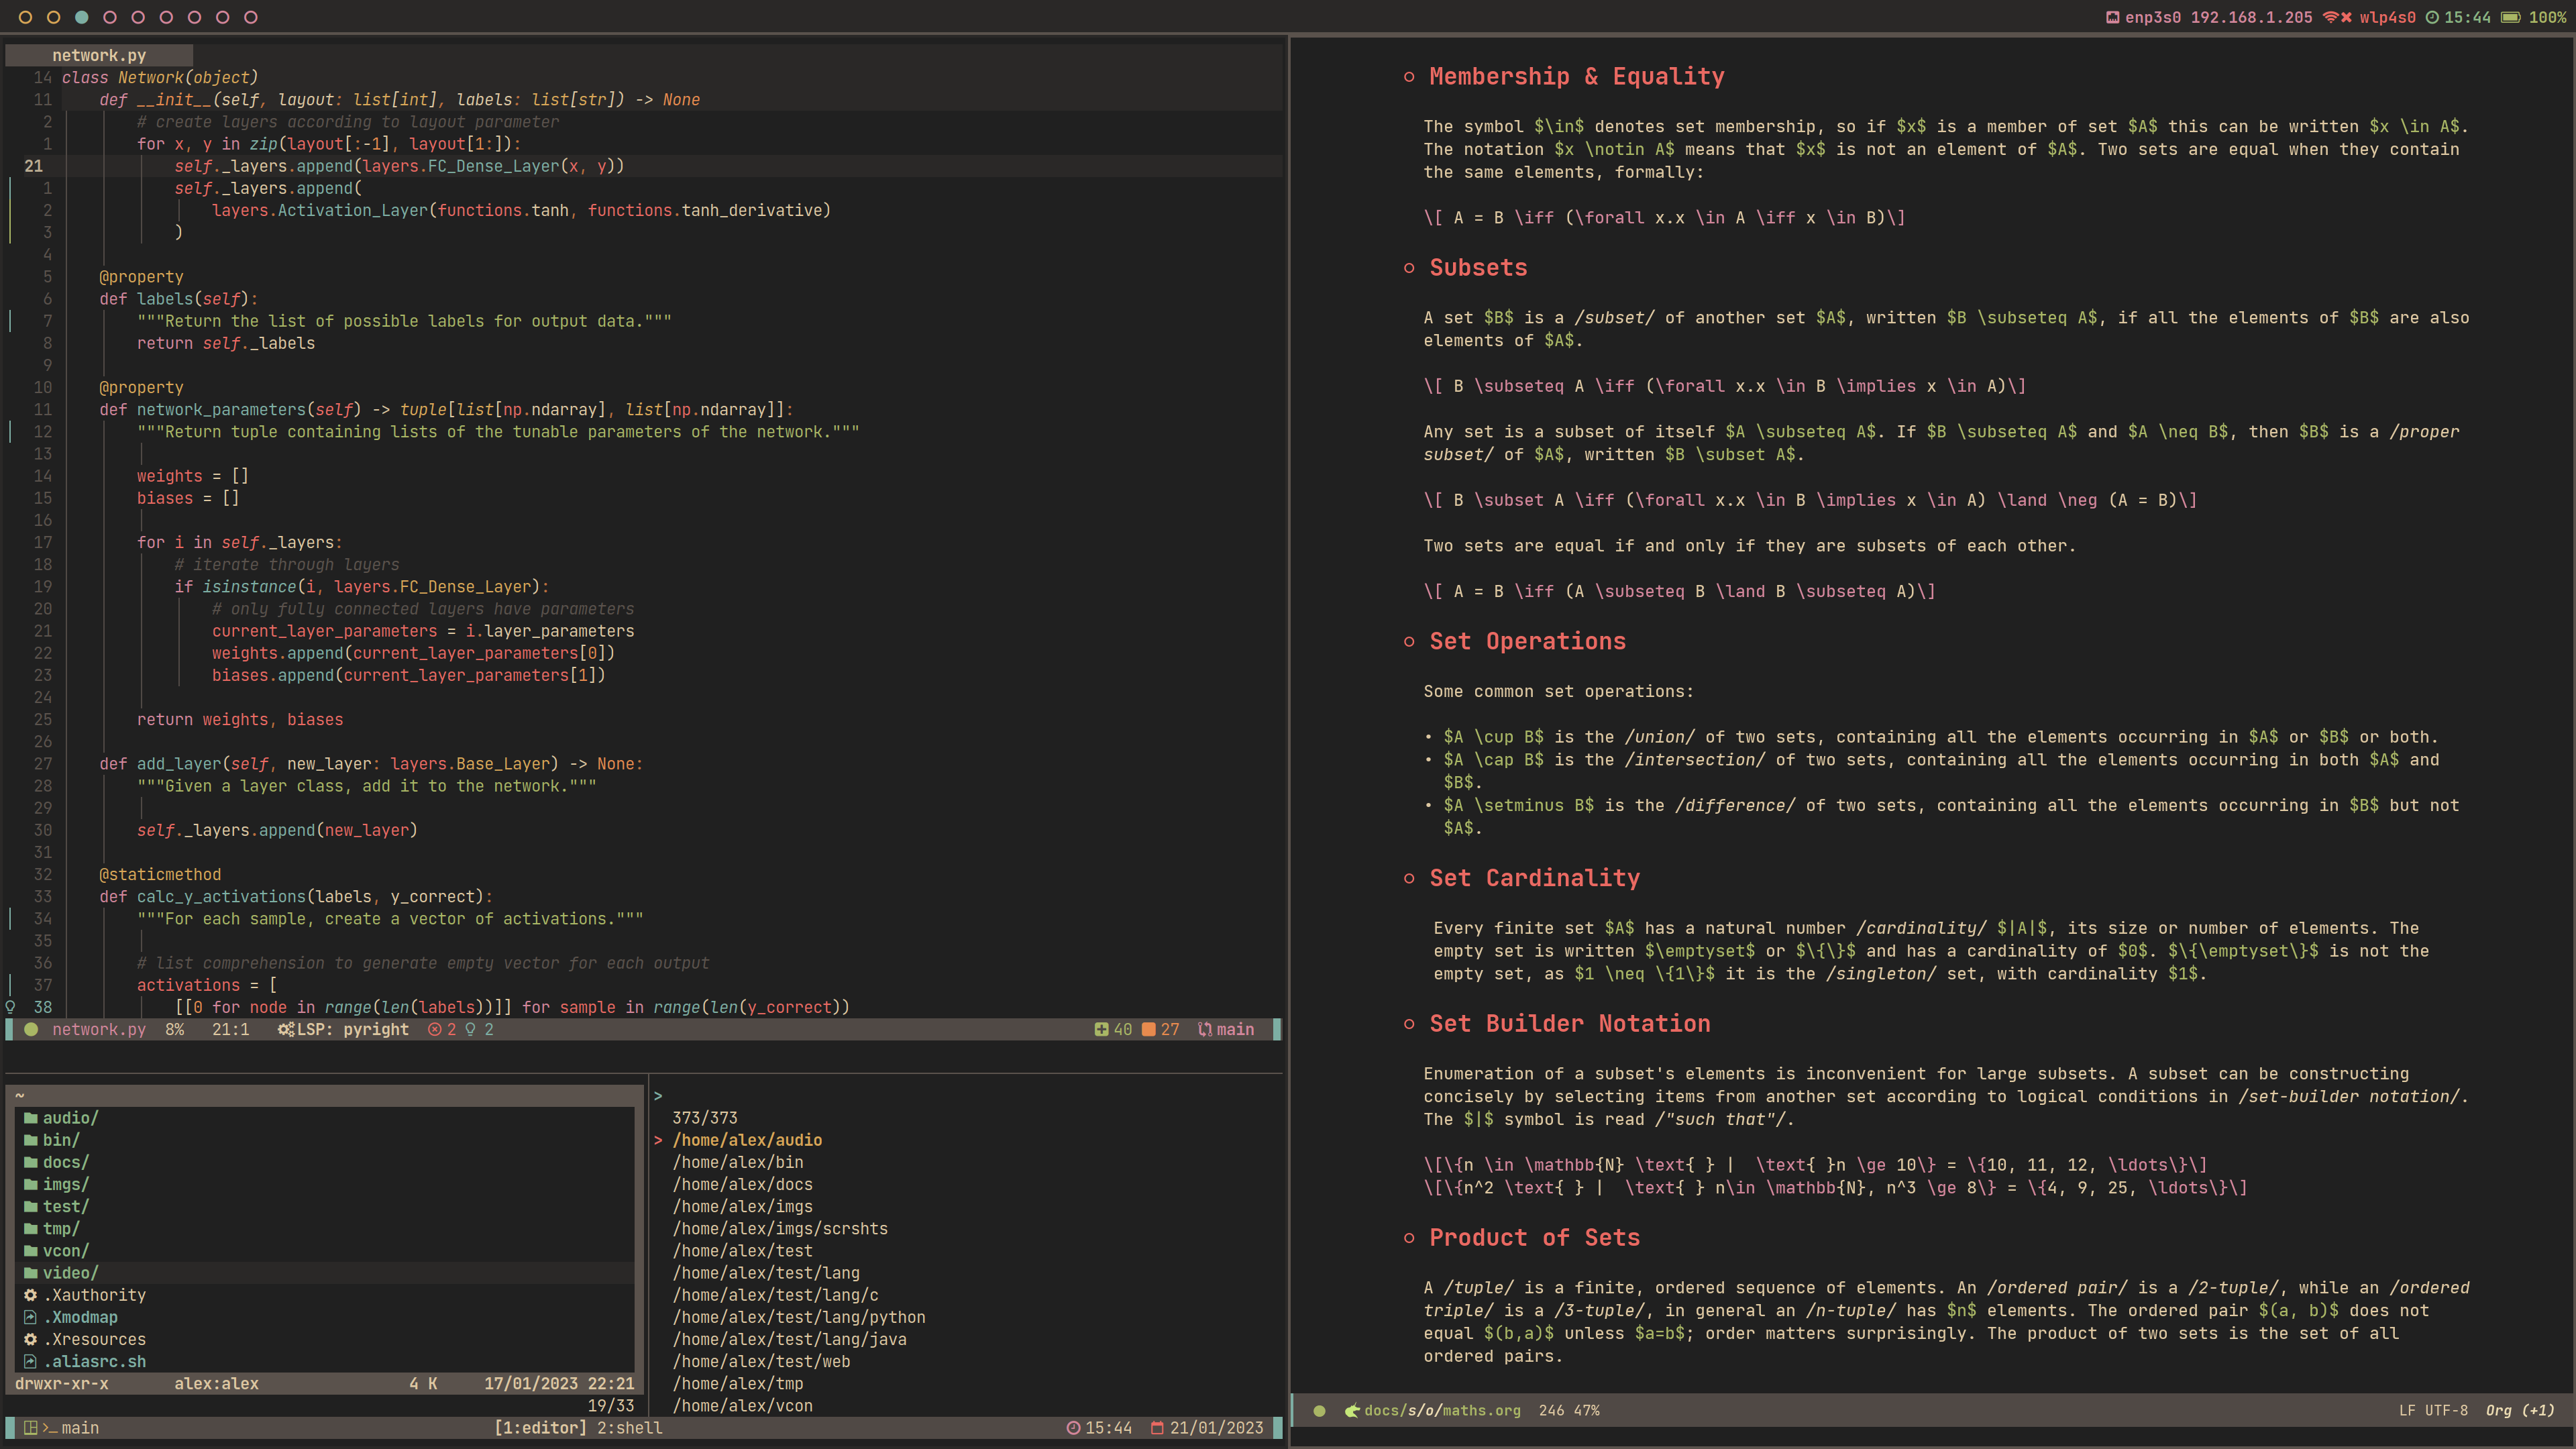 enp3s0 192.168.1.205 wlp4s0 15:44 100%
network.py
14 class Network(object)
11 def __init__(self, layout: list[int], labels: list[str]) -> None
2 # create layers according to layout parameter
1 for x, y in zip(layout[:-1], layout[1:]):
21 self._layers.append(layers.FC_Dense_Layer(x, y))
1 self._layers.append(
2 layers.Activation_Layer(functions.tanh, functions.tanh_derivative)
3 )
4
5 @property
6 def labels(self):
7 """Return the list of possible labels for output data."""
8 return self._labels
9
10 @property
11 def network_parameters(self) -> tuple[list[np.ndarray], list[np.ndarray]]:
12 """Return tuple containing lists of the tunable parameters of the network."""
13
14 weights = []
15 biases = []
16
17 for i in self._layers:
18 # iterate through layers
19 if isinstance(i, layers.FC_Dense_Layer):
20 # only fully connected layers have parameters
21 current_layer_parameters = i.layer_parameters
22 weights.append(current_layer_parameters[0])
23 biases.append(current_layer_parameters[1])
24
25 return weights, biases
26
27 def add_layer(self, new_layer: layers.Base_Layer) -> None:
28 """Given a layer class, add it to the network."""
29
30 self._layers.append(new_layer)
31
32 @staticmethod
33 def calc_y_activations(labels, y_correct):
34 """For each sample, create a vector of activations."""
35
36 # list comprehension to generate empty vector for each output
37 activations = [
38 [[0 for node in range(len(labels))]] for sample in range(len(y_correct))
network.py 8% 21:1 LSP: pyright 2 2 40 27 main
~
audio/
bin/
docs/
imgs/
test/
tmp/
vcon/
video/
.Xauthority
.Xmodmap
.Xresources
.aliasrc.sh
drwxr-xr-x alex:alex 4 K 17/01/2023 22:21
19/33
>
373/373
> /home/alex/audio
/home/alex/bin
/home/alex/docs
/home/alex/imgs
/home/alex/imgs/scrshts
/home/alex/test
/home/alex/test/lang
/home/alex/test/lang/c
/home/alex/test/lang/python
/home/alex/test/lang/java
/home/alex/test/web
/home/alex/tmp
/home/alex/vcon
main [1:editor] 2:shell 15:44 21/01/2023
Membership & Equality
The symbol $\in$ denotes set membership, so if $x$ is a member of set $A$ this can be written $x \in A$.
The notation $x \notin A$ means that $x$ is not an element of $A$. Two sets are equal when they contain
the same elements, formally:
\[ A = B \iff (\forall x.x \in A \iff x \in B)\]
Subsets
A set $B$ is a /subset/ of another set $A$, written $B \subseteq A$, if all the elements of $B$ are also
elements of $A$.
\[ B \subseteq A \iff (\forall x.x \in B \implies x \in A)\]
Any set is a subset of itself $A \subseteq A$. If $B \subseteq A$ and $A \neq B$, then $B$ is a /proper
subset/ of $A$, written $B \subset A$.
\[ B \subset A \iff (\forall x.x \in B \implies x \in A) \land \neg (A = B)\]
Two sets are equal if and only if they are subsets of each other.
\[ A = B \iff (A \subseteq B \land B \subseteq A)\]
Set Operations
Some common set operations:
• $A \cup B$ is the /union/ of two sets, containing all the elements occurring in $A$ or $B$ or both.
• $A \cap B$ is the /intersection/ of two sets, containing all the elements occurring in both $A$ and
$B$.
• $A \setminus B$ is the /difference/ of two sets, containing all the elements occurring in $B$ but not
$A$.
Set Cardinality
Every finite set $A$ has a natural number /cardinality/ $|A|$, its size or number of elements. The
empty set is written $\emptyset$ or $\{\}$ and has a cardinality of $0$. $\{\emptyset\}$ is not the
empty set, as $1 \neq \{1\}$ it is the /singleton/ set, with cardinality $1$.
Set Builder Notation
Enumeration of a subset's elements is inconvenient for large subsets. A subset can be constructing
concisely by selecting items from another set according to logical conditions in /set-builder notation/.
The $|$ symbol is read /"such that"/.
\[\{n \in \mathbb{N} \text{ } |  \text{ }n \ge 10\} = \{10, 11, 12, \ldots\}\]
\[\{n^2 \text{ } |  \text{ } n\in \mathbb{N}, n^3 \ge 8\} = \{4, 9, 25, \ldots\}\]
Product of Sets
A /tuple/ is a finite, ordered sequence of elements. An /ordered pair/ is a /2-tuple/, while an /ordered
triple/ is a /3-tuple/, in general an /n-tuple/ has $n$ elements. The ordered pair $(a, b)$ does not
equal $(b,a)$ unless $a=b$; order matters surprisingly. The product of two sets is the set of all
ordered pairs.
docs/s/o/maths.org 246 47% LF UTF-8 Org (+1)